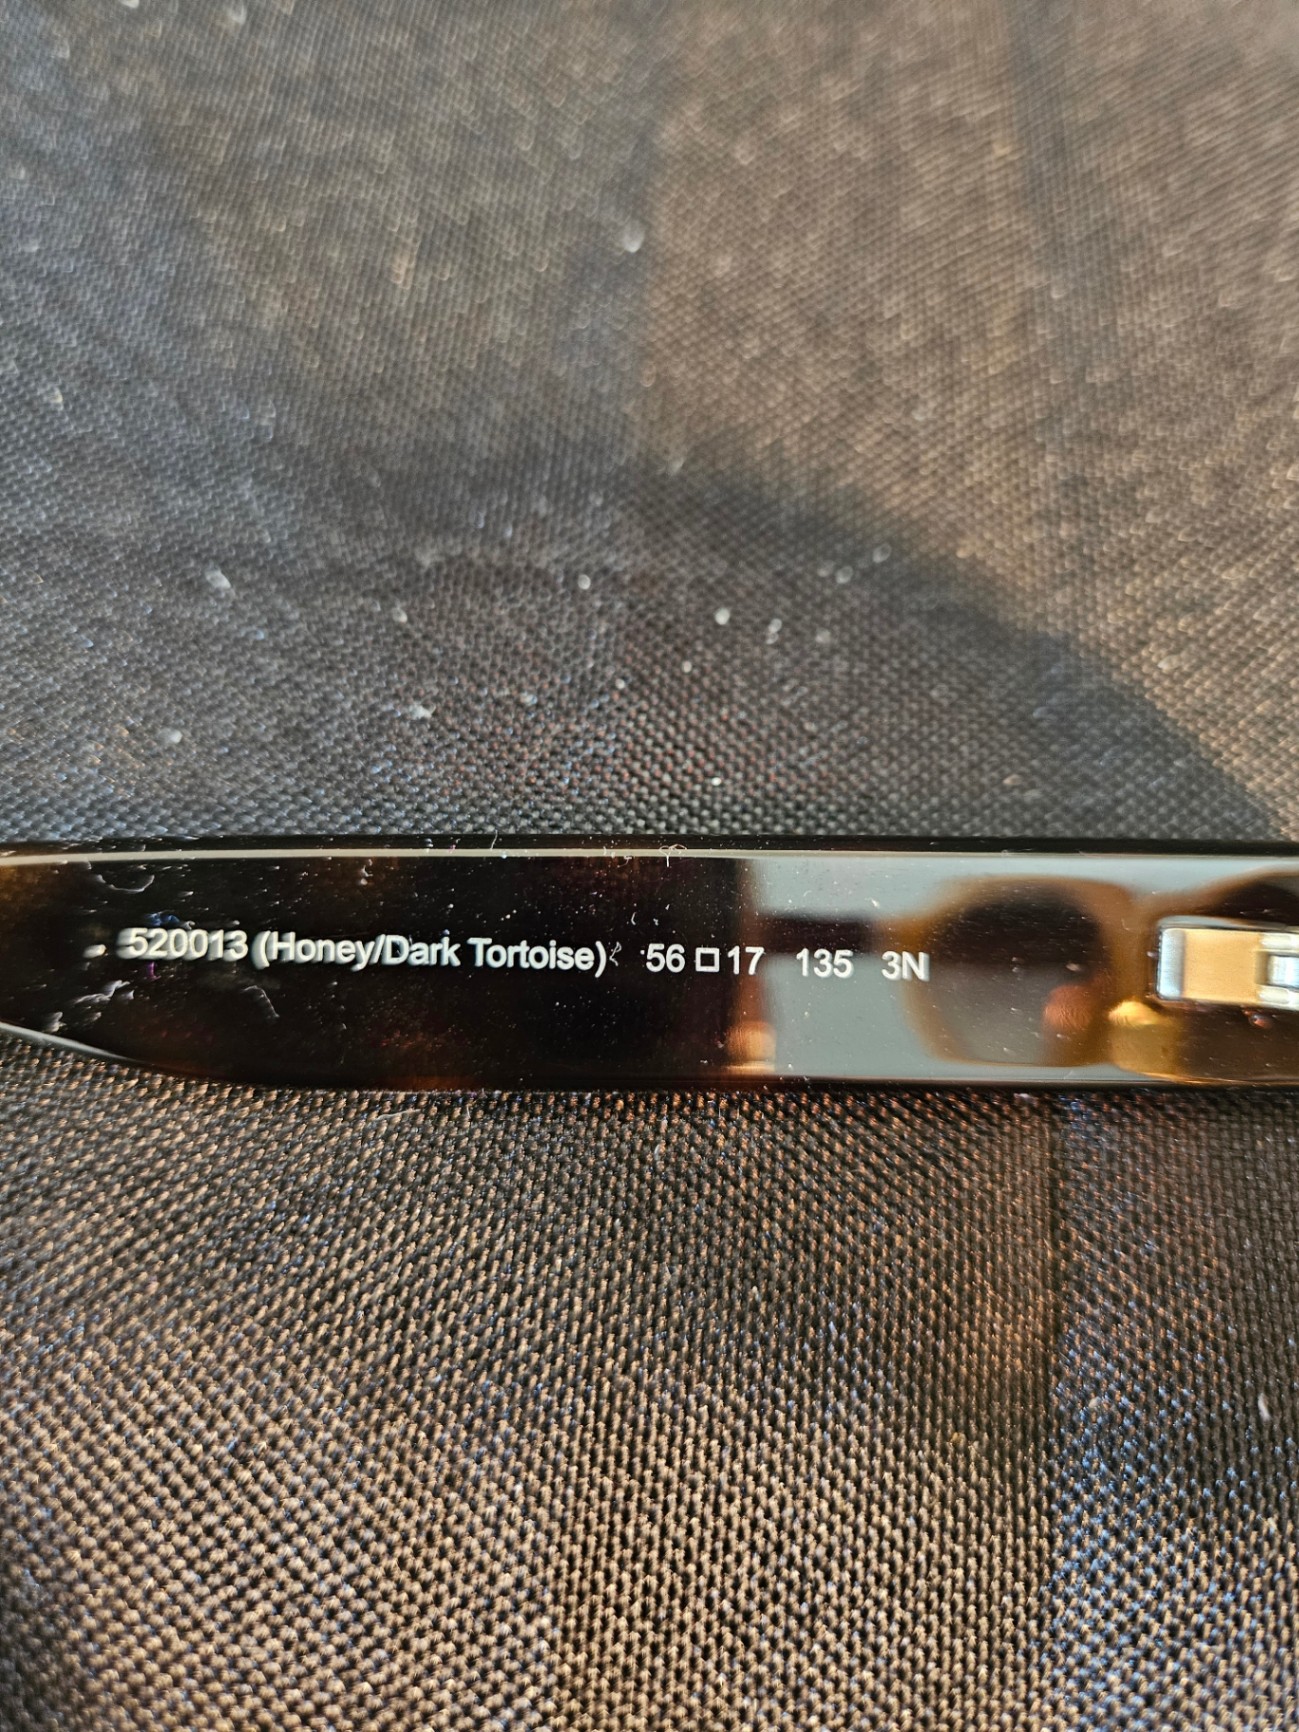 520013 (Honey/Dark Tortoise) 56□17 135 3N